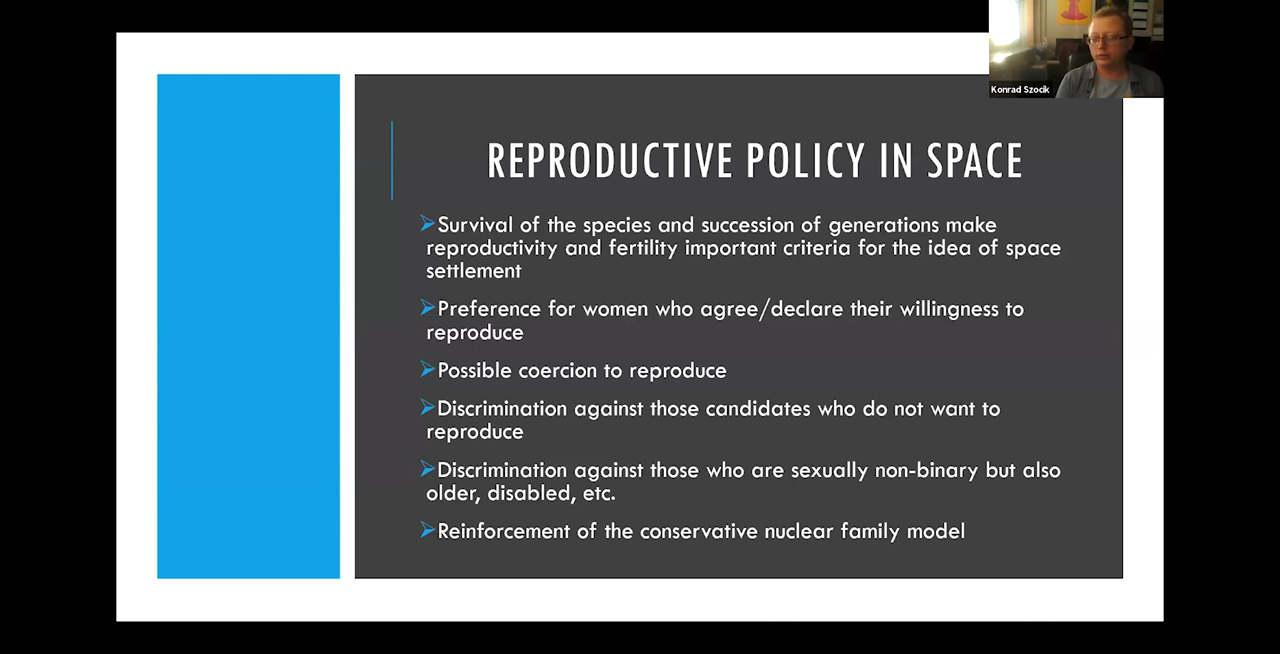 Konrad Szocik
REPRODUCTIVE POLICY IN SPACE
➢Survival of the species and succession of generations make
reproductivity and fertility important criteria for the idea of space
settlement
➢Preference for women who agree/declare their willingness to
reproduce
➢Possible coercion to reproduce
➢Discrimination against those candidates who do not want to
reproduce
➢Discrimination against those who are sexually non-binary but also
older, disabled, etc.
➢Reinforcement of the conservative nuclear family model